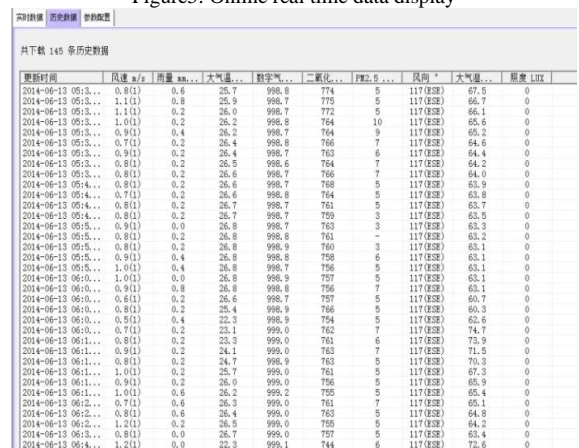 Figure5. Online real time data display
实时数据 历史数据 参数配置
共下载 145 条历史数据
更新时间 风速 m/s 雨量 mm... 大气温... 数字气... 二氧化... PM2.5 ... 风向 ° 大气湿... 照度 LUX
2014-06-13 05:3... 0.8(1) 0.6 25.7 998.8 774 5 117(ESE) 67.5 0
2014-06-13 05:3... 1.1(1) 0.8 25.9 998.7 775 5 117(ESE) 66.7 0
2014-06-13 05:3... 1.1(1) 0.2 26.0 998.7 772 5 117(ESE) 66.1 0
2014-06-13 05:3... 1.0(1) 0.2 26.2 998.8 764 10 117(ESE) 65.6 0
2014-06-13 05:3... 0.9(1) 0.4 26.2 998.7 764 9 117(ESE) 65.2 0
2014-06-13 05:3... 0.7(1) 0.2 26.4 998.8 766 7 117(ESE) 64.6 0
2014-06-13 05:3... 0.9(1) 0.2 26.4 998.7 763 6 117(ESE) 64.4 0
2014-06-13 05:3... 0.8(1) 0.2 26.5 998.6 764 7 117(ESE) 64.2 0
2014-06-13 05:3... 0.8(1) 0.2 26.6 998.7 766 7 117(ESE) 64.0 0
2014-06-13 05:4... 0.8(1) 0.2 26.6 998.7 768 5 117(ESE) 63.9 0
2014-06-13 05:4... 0.7(1) 0.2 26.6 998.8 764 5 117(ESE) 63.8 0
2014-06-13 05:4... 0.8(1) 0.2 26.7 998.7 761 5 117(ESE) 63.7 0
2014-06-13 05:4... 0.8(1) 0.2 26.7 998.7 759 3 117(ESE) 63.5 0
2014-06-13 05:5... 0.9(1) 0.0 26.8 998.7 763 3 117(ESE) 63.3 0
2014-06-13 05:5... 0.8(1) 0.2 26.8 998.8 761 - 117(ESE) 63.2 0
2014-06-13 05:5... 0.8(1) 0.2 26.8 998.9 760 3 117(ESE) 63.1 0
2014-06-13 05:5... 0.9(1) 0.4 26.8 998.8 758 6 117(ESE) 63.1 0
2014-06-13 05:5... 1.0(1) 0.4 26.8 998.7 756 5 117(ESE) 63.1 0
2014-06-13 06:0... 1.0(1) 0.0 26.8 998.9 757 5 117(ESE) 63.1 0
2014-06-13 06:0... 0.9(1) 0.8 26.8 998.8 756 7 117(ESE) 63.1 0
2014-06-13 06:0... 0.6(1) 0.2 26.6 998.7 757 5 117(ESE) 60.7 0
2014-06-13 06:0... 0.8(1) 0.2 25.4 998.9 766 5 117(ESE) 60.3 0
2014-06-13 06:0... 0.5(1) 0.4 22.3 998.9 754 5 117(ESE) 62.6 0
2014-06-13 06:0... 0.7(1) 0.2 23.1 999.0 762 7 117(ESE) 74.7 0
2014-06-13 06:1... 0.8(1) 0.2 23.3 999.0 761 6 117(ESE) 73.9 0
2014-06-13 06:1... 0.9(1) 0.2 24.1 999.0 763 7 117(ESE) 71.5 0
2014-06-13 06:1... 0.7(1) 0.2 24.7 998.9 763 5 117(ESE) 70.3 0
2014-06-13 06:1... 1.0(1) 0.2 25.7 999.0 761 5 117(ESE) 67.3 0
2014-06-13 06:1... 1.0(1) 0.2 26.0 999.0 756 5 117(ESE) 65.9 0
2014-06-13 06:1... 1.0(1) 0.6 26.2 999.2 755 5 117(ESE) 65.4 0
2014-06-13 06:2... 0.7(1) 0.6 26.3 999.0 761 7 117(ESE) 65.1 0
2014-06-13 06:2... 0.8(1) 0.6 26.4 999.0 763 5 117(ESE) 64.8 0
2014-06-13 06:2... 1.2(1) 0.2 26.5 999.0 755 5 117(ESE) 64.2 0
2014-06-13 06:3... 0.8(1) 0.0 26.7 999.0 757 5 117(ESE) 63.4 0
2014-06-13 06:4... 1.2(1) 0.0 22.3 999.1 744 6 117(ESE) 72.6 0